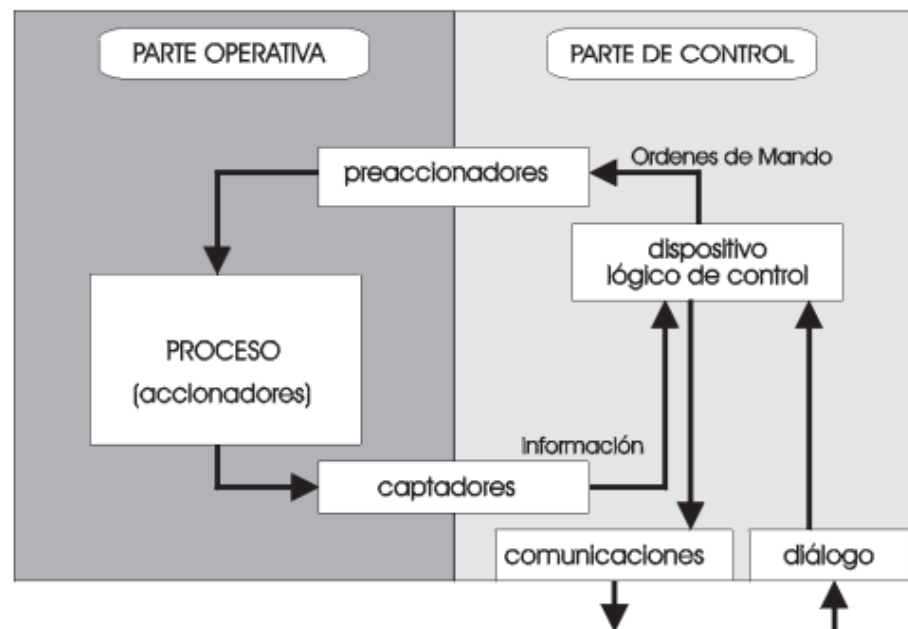 PARTE OPERATIVA
PARTE DE CONTROL
Ordenes de Mando
preaccionadores
dispositivo
lógico de control
PROCESO
(accionadores)
Información
captadores
comunicaciones
diálogo